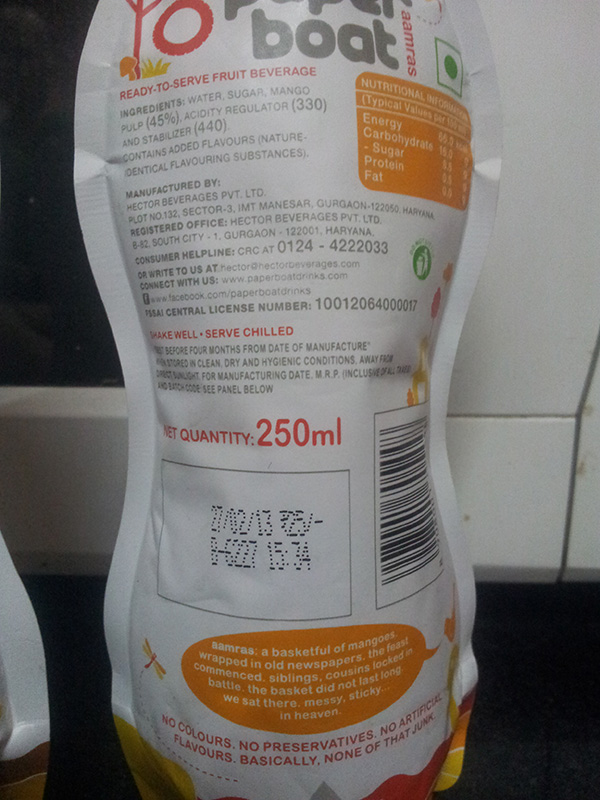 paper
boat
aamras
READY-TO-SERVE FRUIT BEVERAGE
INGREDIENTS: WATER, SUGAR, MANGO
PULP (45%), ACIDITY REGULATOR (330)
AND STABILIZER (440).
CONTAINS ADDED FLAVOURS (NATURE-
IDENTICAL FLAVOURING SUBSTANCES).
NUTRITIONAL INFORMATION
(Typical Values per
Energy
Carbohydrate
- Sugar
Protein
Fat
MANUFACTURED BY:
HECTOR BEVERAGES PVT. LTD.
PLOT NO.132, SECTOR-3, IMT MANESAR, GURGAON-122050, HARYANA
REGISTERED OFFICE: HECTOR BEVERAGES PVT. LTD.
SOUTH CITY - 1, GURGAON - 122001, HARYANA.
CONSUMER HELPLINE: CRC AT 0124 - 4222033
OR WRITE TO US AT hector@hectorbeverages.com
CONNECT WITH US: www.paperboatdrinks.com
f www.facebook.com/paperboatdrinks
FSSAI CENTRAL LICENSE NUMBER: 10012064000017
SHAKE WELL • SERVE CHILLED
BEST BEFORE FOUR MONTHS FROM DATE OF MANUFACTURE
WHEN STORED IN CLEAN, DRY AND HYGIENIC CONDITIONS, AWAY FROM
DIRECT SUNLIGHT. FOR MANUFACTURING DATE, M.R.P. (INCLUSIVE OF ALL TAXES)
AND BATCH CODE SEE PANEL BELOW
NET QUANTITY: 250ml
aamras: a basketful of mangoes.
wrapped in old newspapers. the feast
commenced. siblings, cousins locked in
battle. the basket did not last long.
we sat there. messy, sticky...
in heaven.
NO COLOURS. NO PRESERVATIVES. NO ARTIFICIAL
FLAVOURS. BASICALLY, NONE OF THAT JUNK.